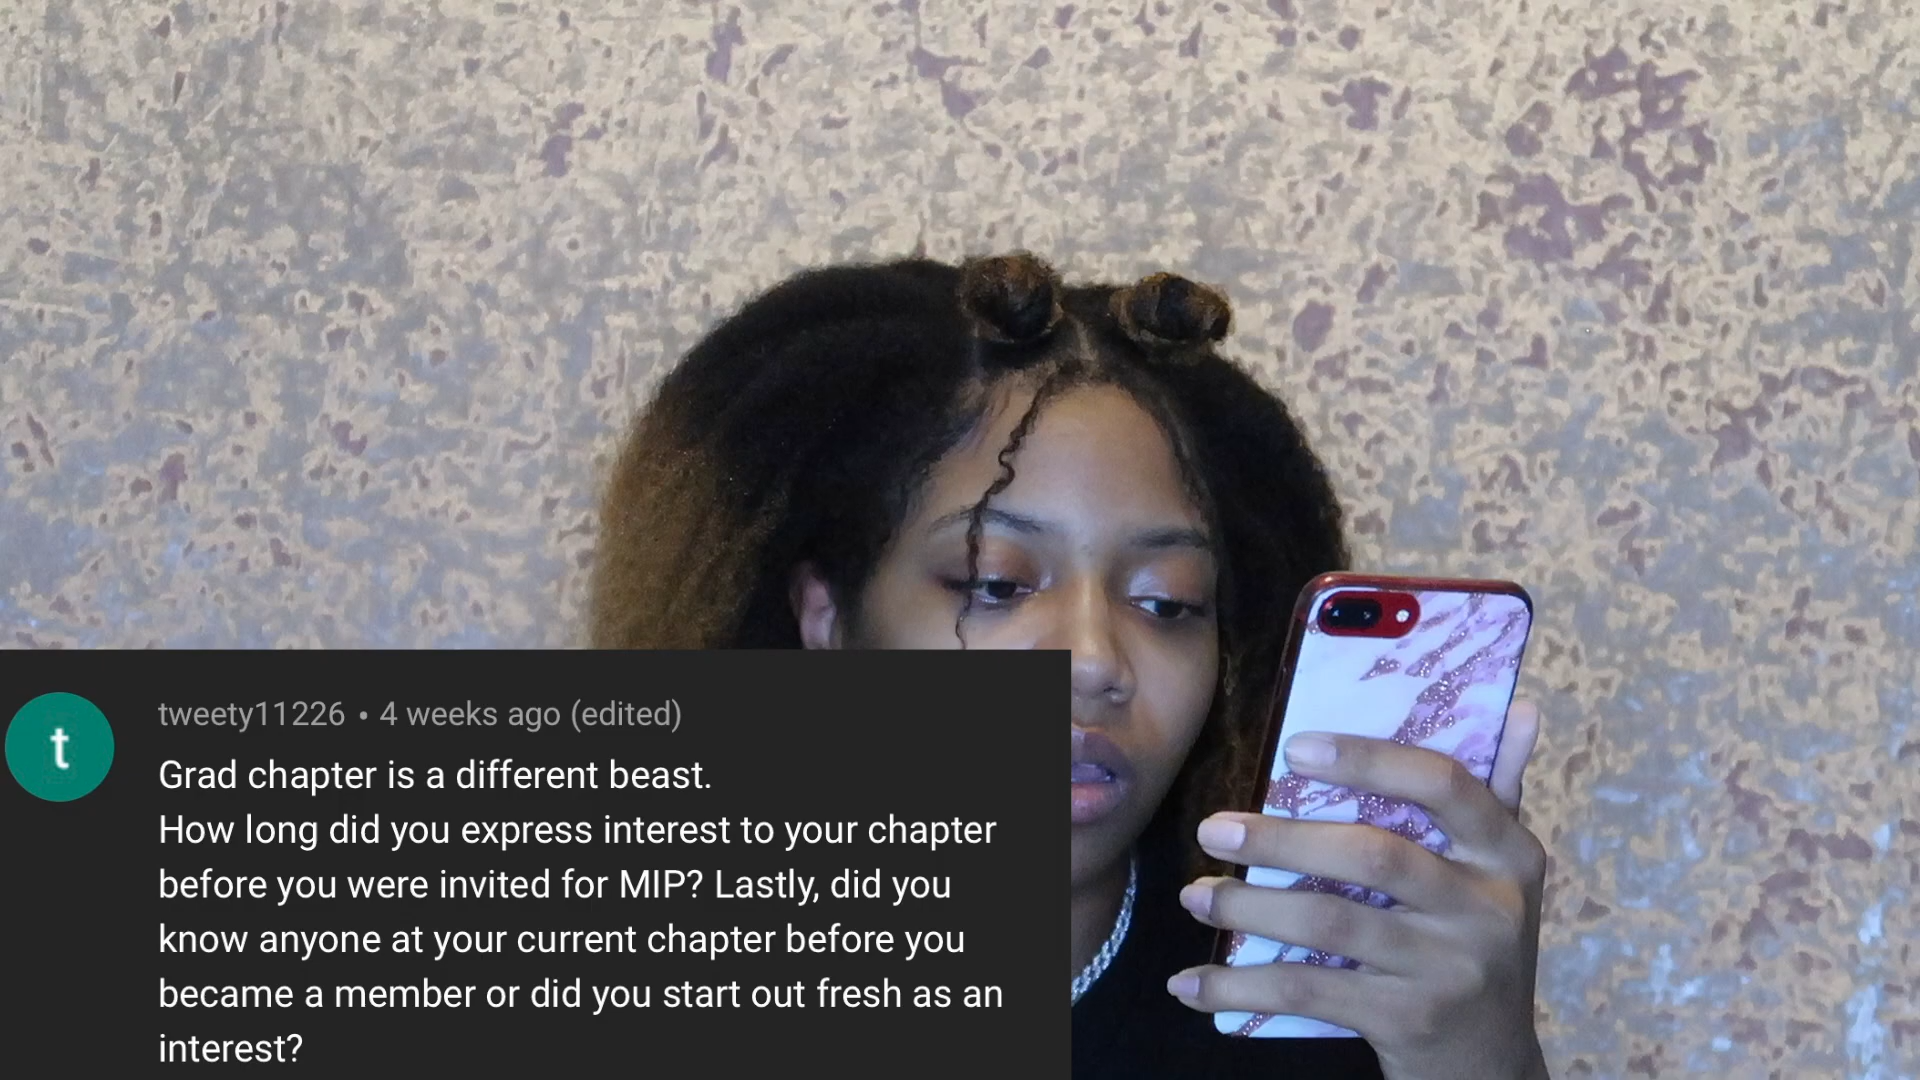 t
tweety11226 • 4 weeks ago (edited)
Grad chapter is a different beast.
How long did you express interest to your chapter
before you were invited for MIP? Lastly, did you
know anyone at your current chapter before you
became a member or did you start out fresh as an
interest?